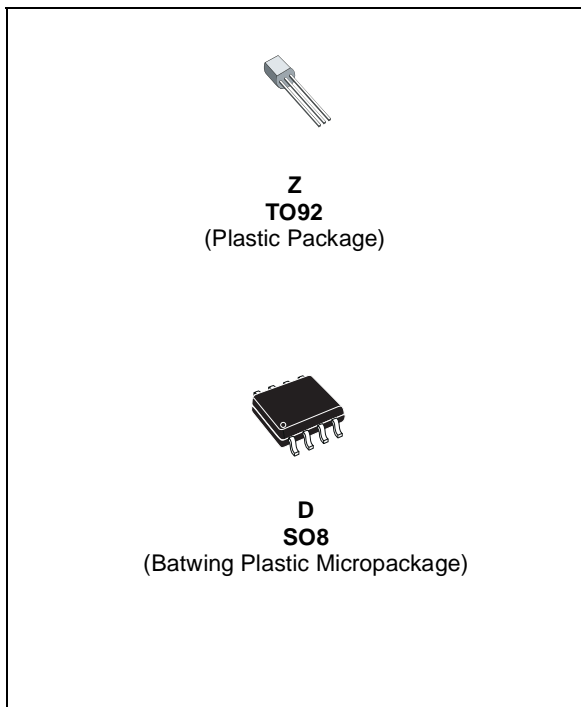 Z
TO92
(Plastic Package)
D
SO8
(Batwing Plastic Micropackage)